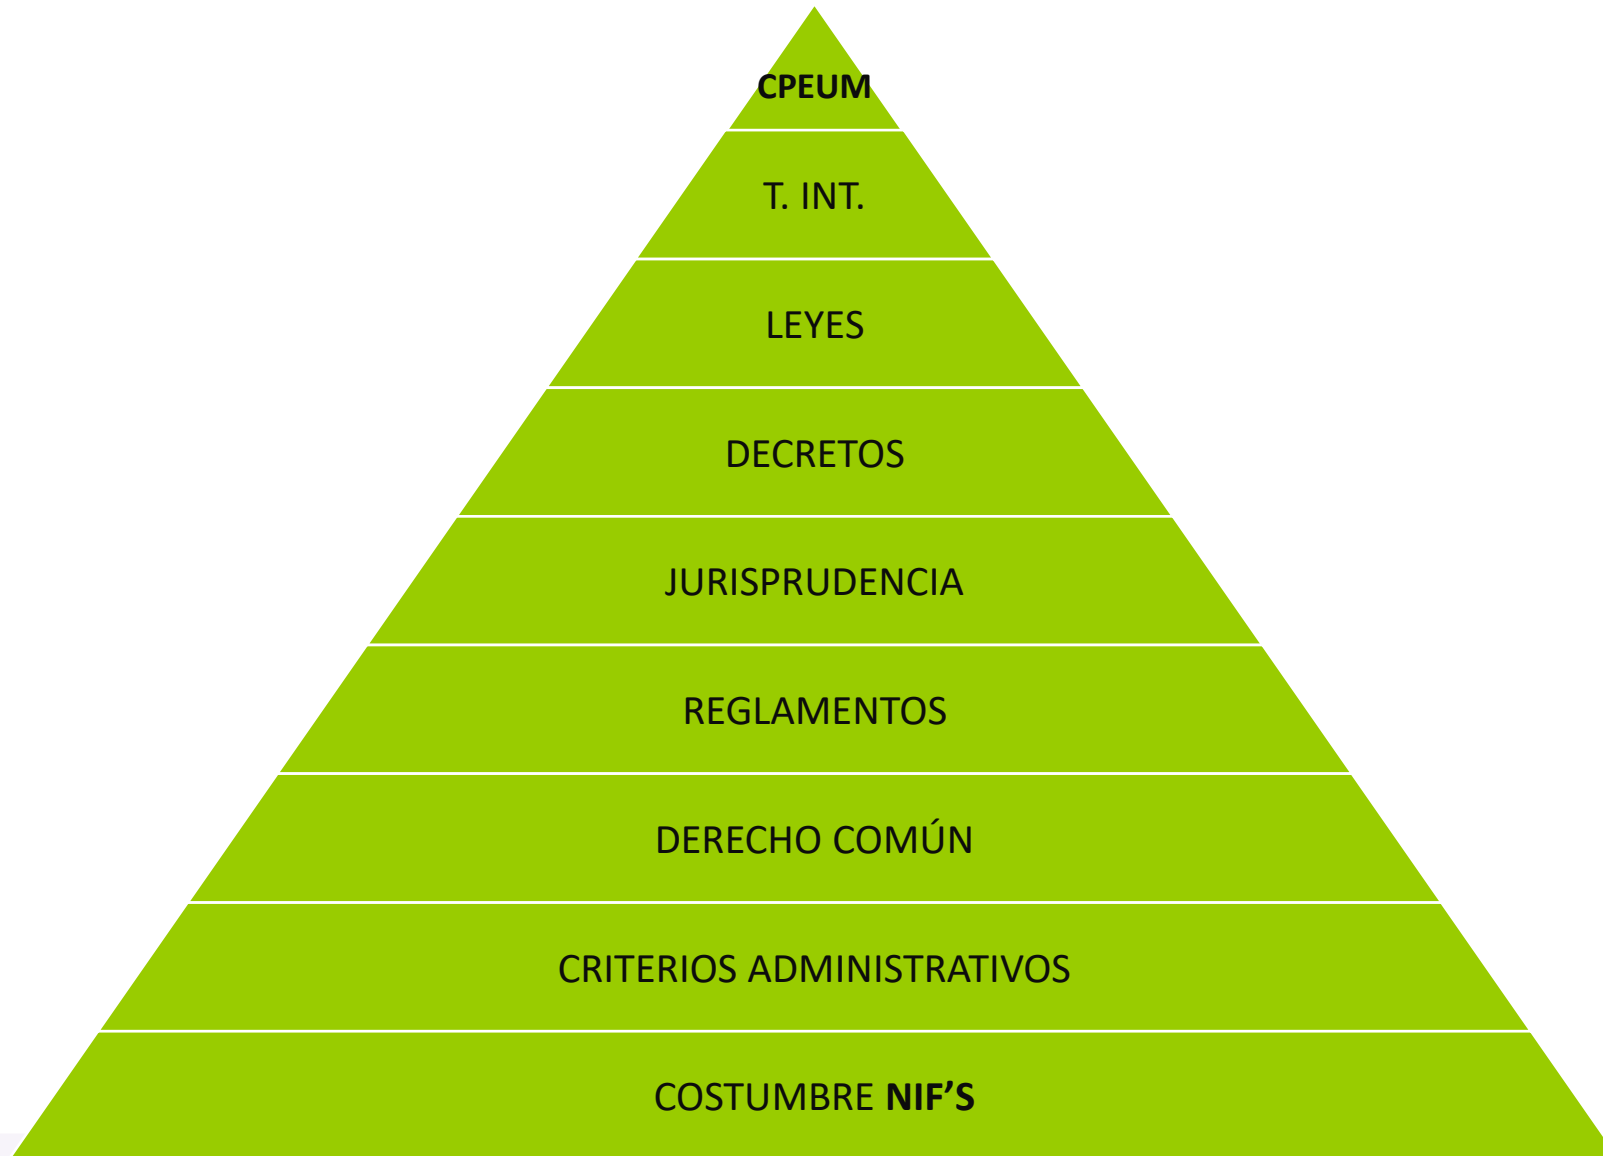 CPEUM
T. INT.
LEYES
DECRETOS
JURISPRUDENCIA
REGLAMENTOS
DERECHO COMÚN
CRITERIOS ADMINISTRATIVOS
COSTUMBRE NIF’S